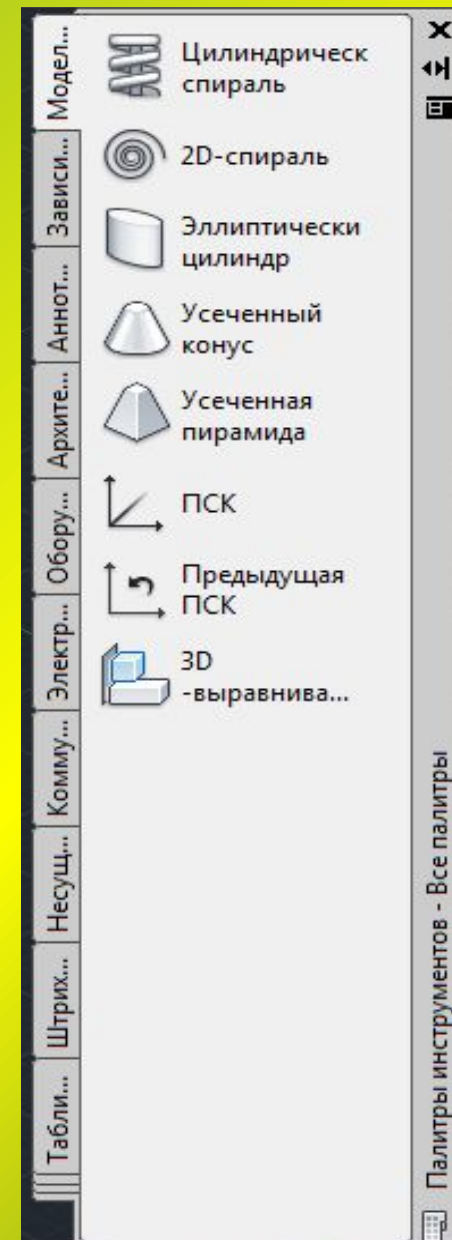 Модел...
Зависи...
Аннот...
Архите...
Обору...
Электр...
Комму...
Несущ...
Штрих...
Табли...
Цилиндрическ
спираль
2D-спираль
Эллиптически
цилиндр
Усеченный
конус
Усеченная
пирамида
ПСК
Предыдущая
ПСК
3D
-выравнива...
Палитры инструментов - Все палитры